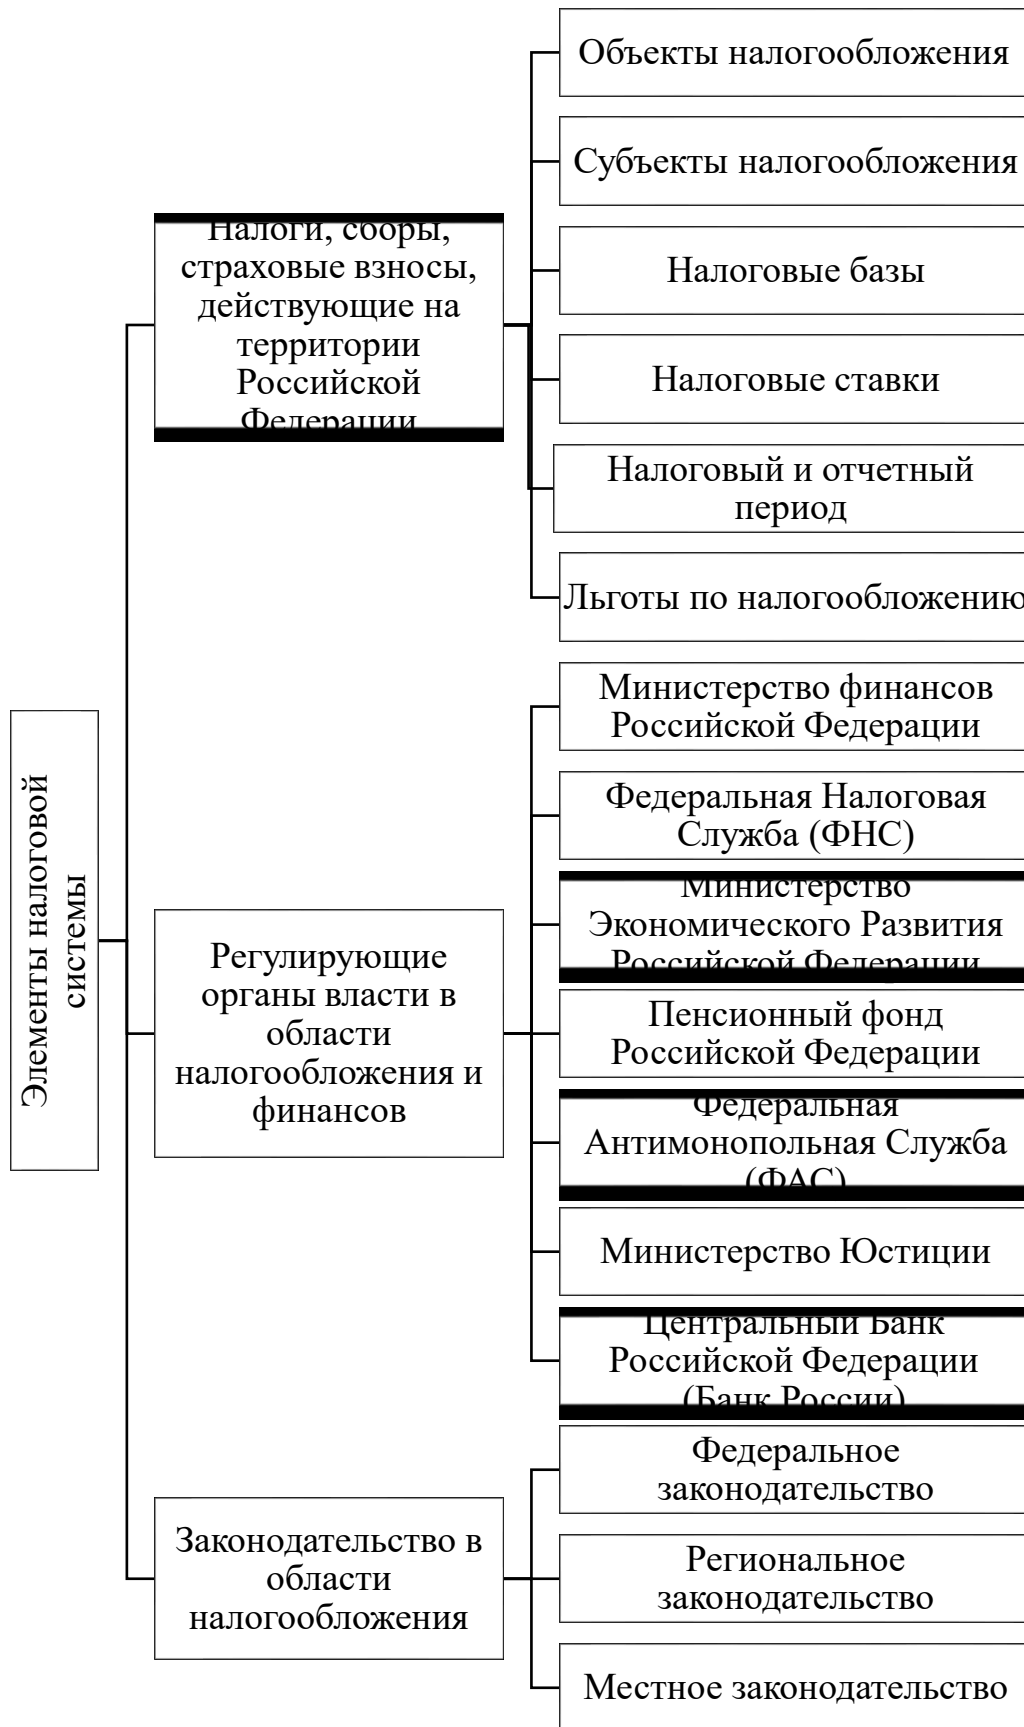 Элементы налоговой
системы
Налоги, сборы,
страховые взносы,
действующие на
территории
Российской
Федерации
Объекты налогообложения
Субъекты налогообложения
Налоговые базы
Налоговые ставки
Налоговый и отчетный
период
Льготы по налогообложению
Регулирующие
органы власти в
области
налогообложения и
финансов
Министерство финансов
Российской Федерации
Федеральная Налоговая
Служба (ФНС)
Министерство
Экономического Развития
Российской Федерации
Пенсионный фонд
Российской Федерации
Федеральная
Антимонопольная Служба
(ФАС)
Министерство Юстиции
Центральный Банк
Российской Федерации
(Банк России)
Законодательство в
области
налогообложения
Федеральное
законодательство
Региональное
законодательство
Местное законодательство